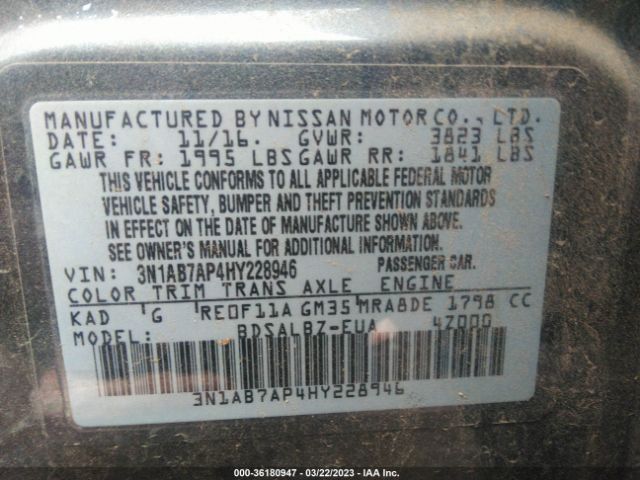 MANUFACTURED BY NISSAN MOTOR CO., LTD.
DATE: 11/16. GVWR: 3823 LBS
GAWR FR: 1995 LBS GAWR RR: 1841 LBS
THIS VEHICLE CONFORMS TO ALL APPLICABLE FEDERAL MOTOR
VEHICLE SAFETY, BUMPER AND THEFT PREVENTION STANDARDS
IN EFFECT ON THE DATE OF MANUFACTURE SHOWN ABOVE.
SEE OWNER'S MANUAL FOR ADDITIONAL INFORMATION.
VIN: 3N1AB7AP4HY228946 PASSENGER CAR.
COLOR TRIM TRANS AXLE ENGINE
KAD G RE0F11A GM35 MRA8DE 1798 CC
MODEL: BDSALBZ-EUA 4Z000
3N1AB7AP4HY228946
000-36180947 - 03/22/2023 - IAA Inc.